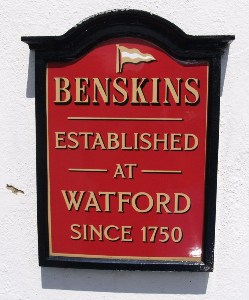 BENSKINS
ESTABLISHED
AT
WATFORD
SINCE 1750